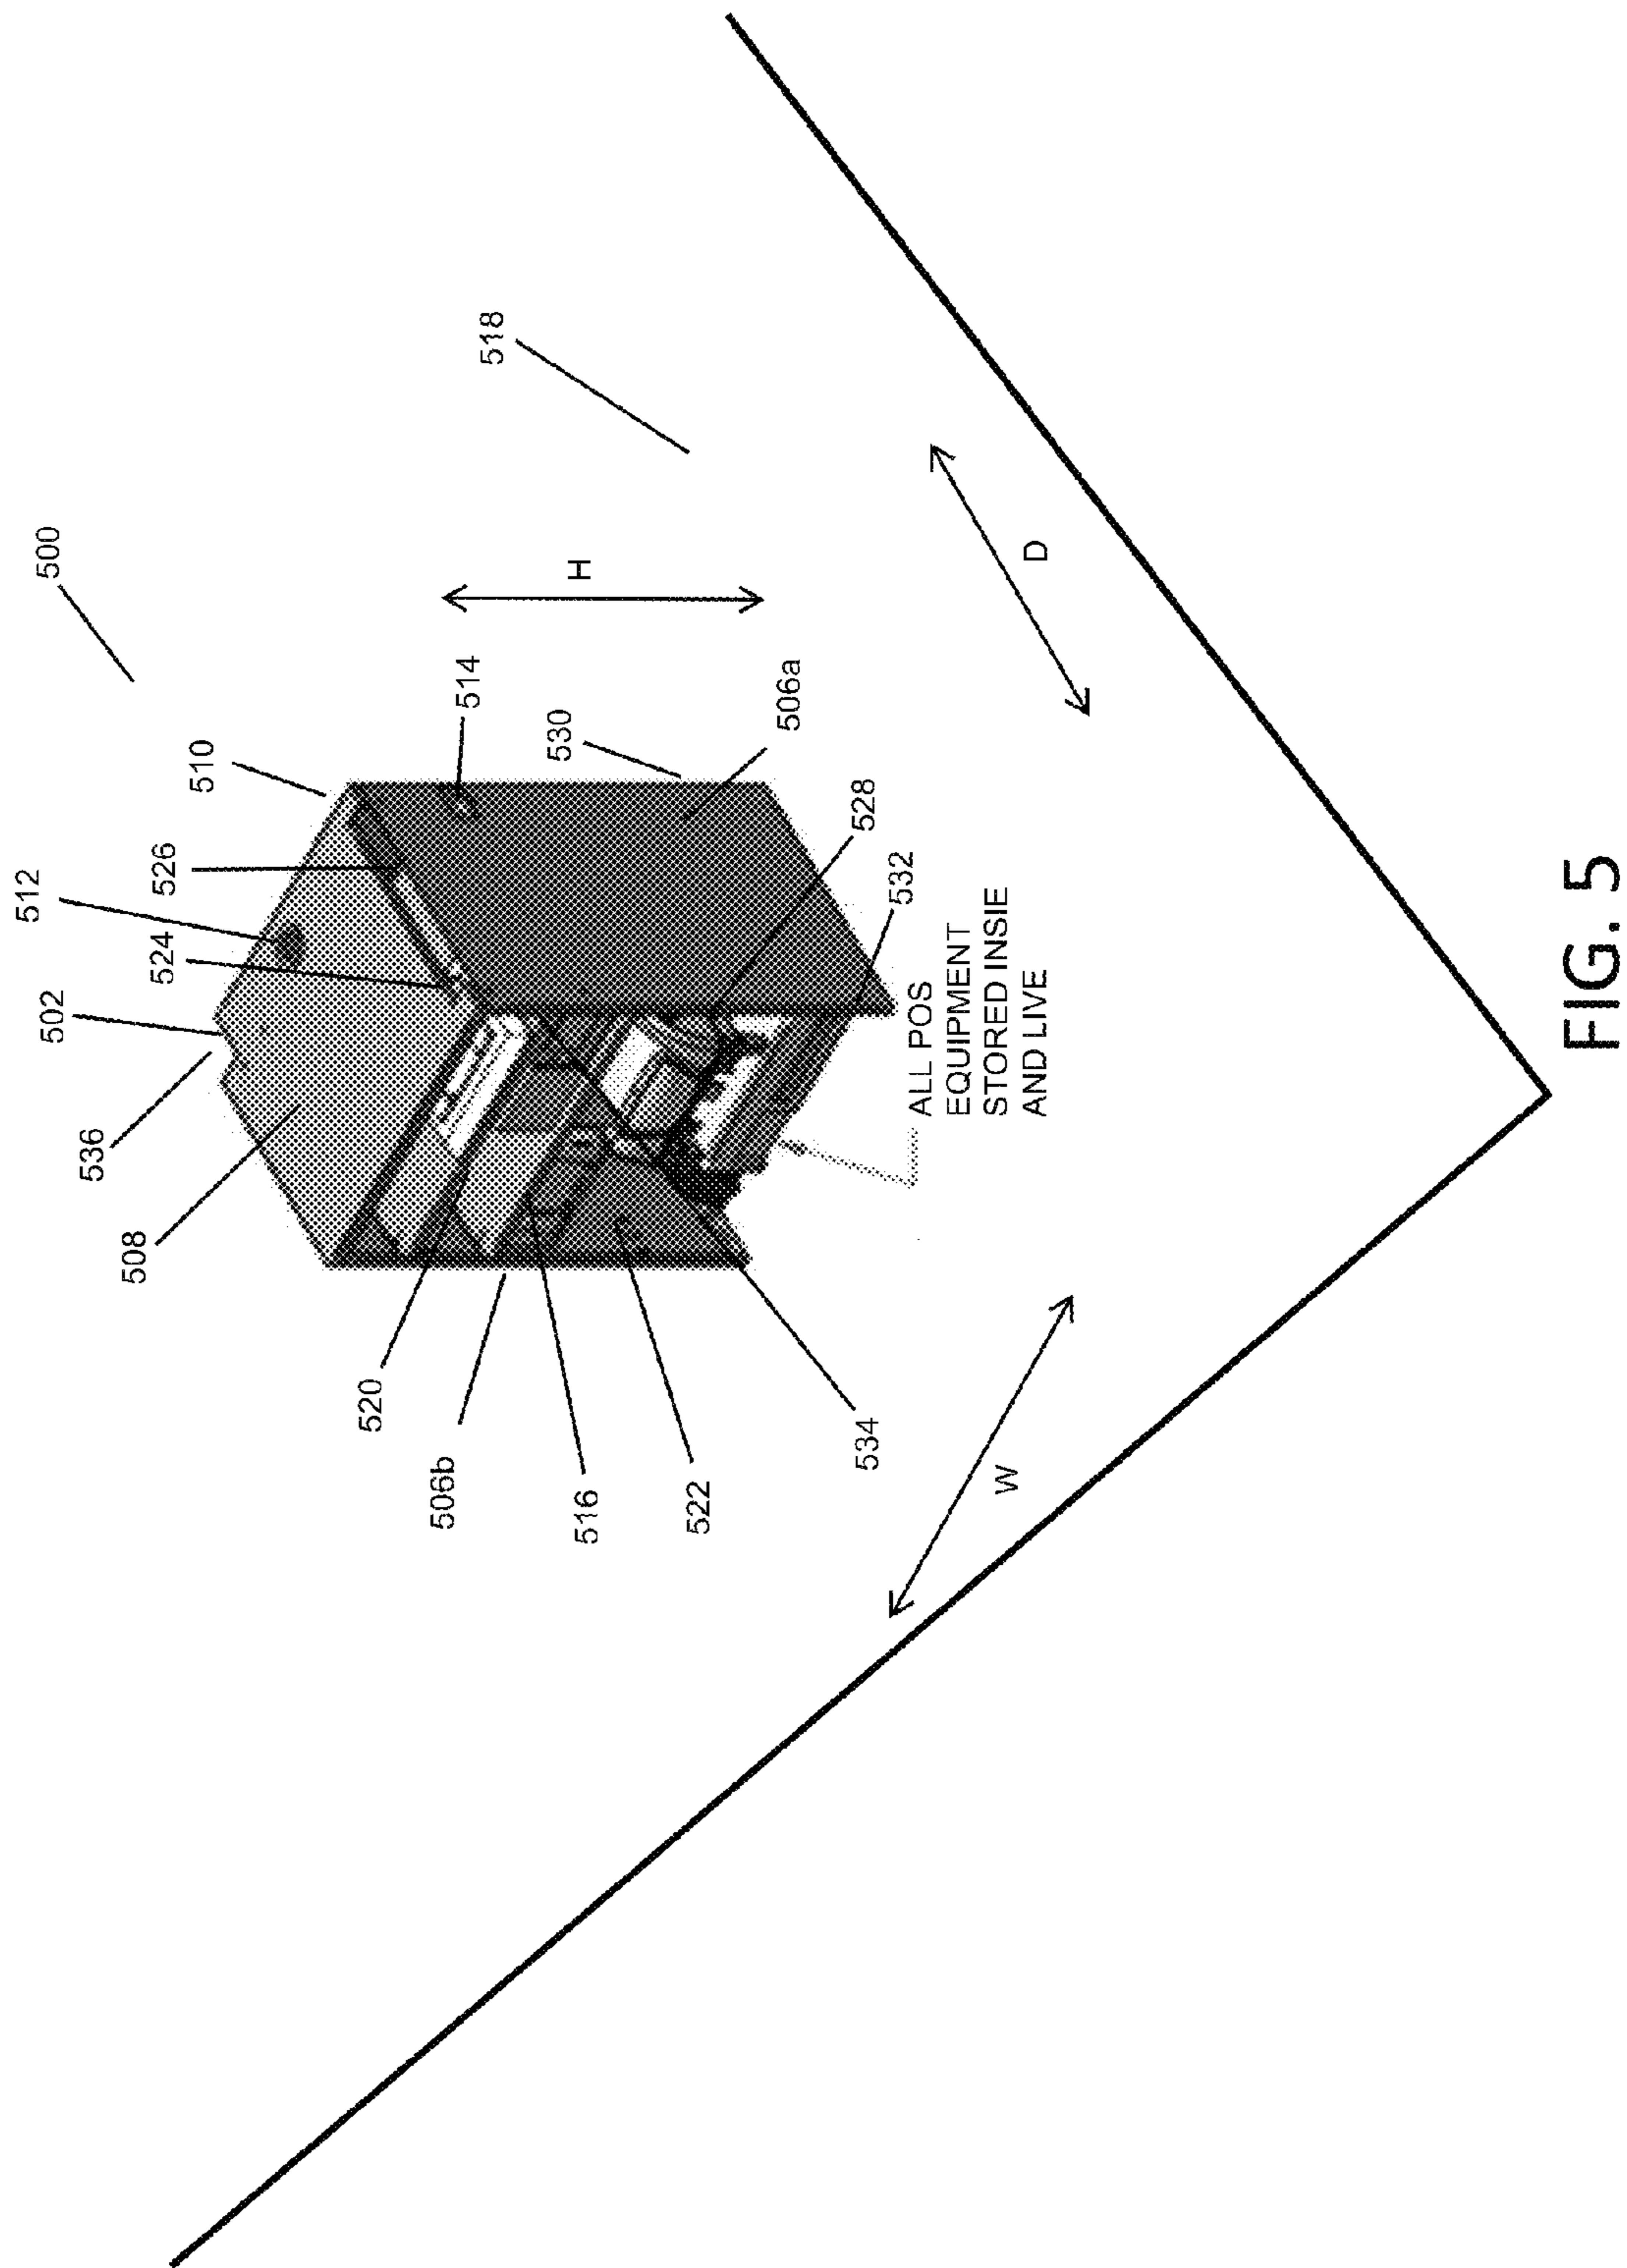 500
518
H
D
514
530
506a
510
526
528
512
524
532
502
536
508
ALL POS
EQUIPMENT
STORED INSIE
AND LIVE
520
506b
516
522
534
W
FIG. 5